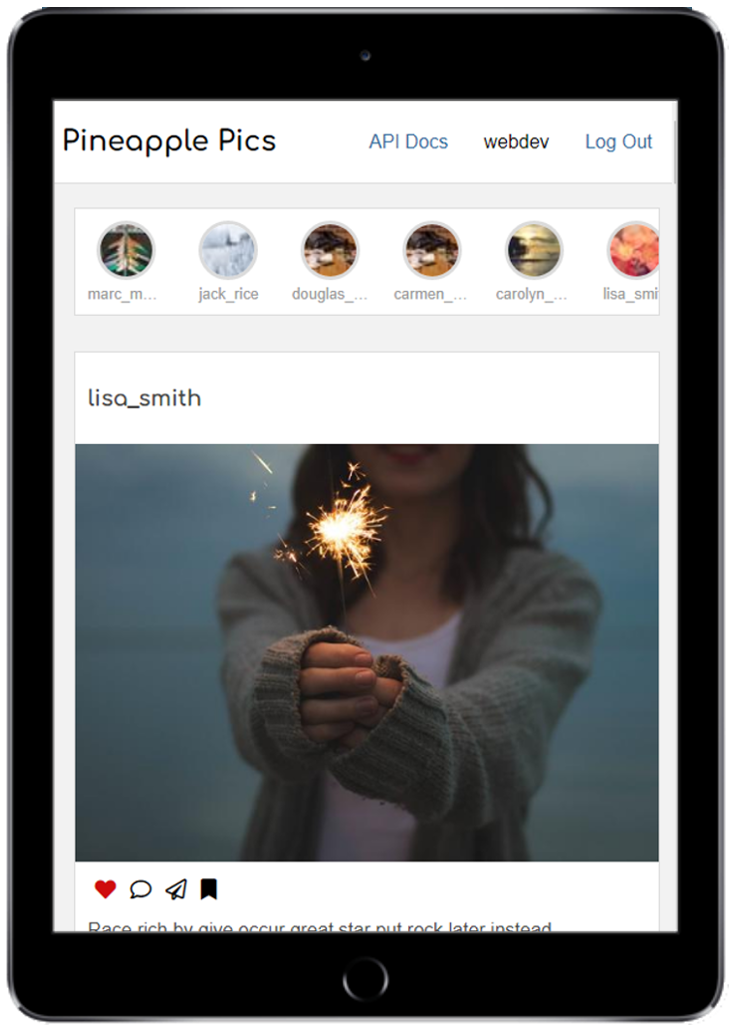 Pineapple Pics API Docs webdev Log Out
marc_m... jack_rice douglas_... carmen_... carolyn_... lisa_smi
lisa_smith
Race rich by give occur great star put rock later instead